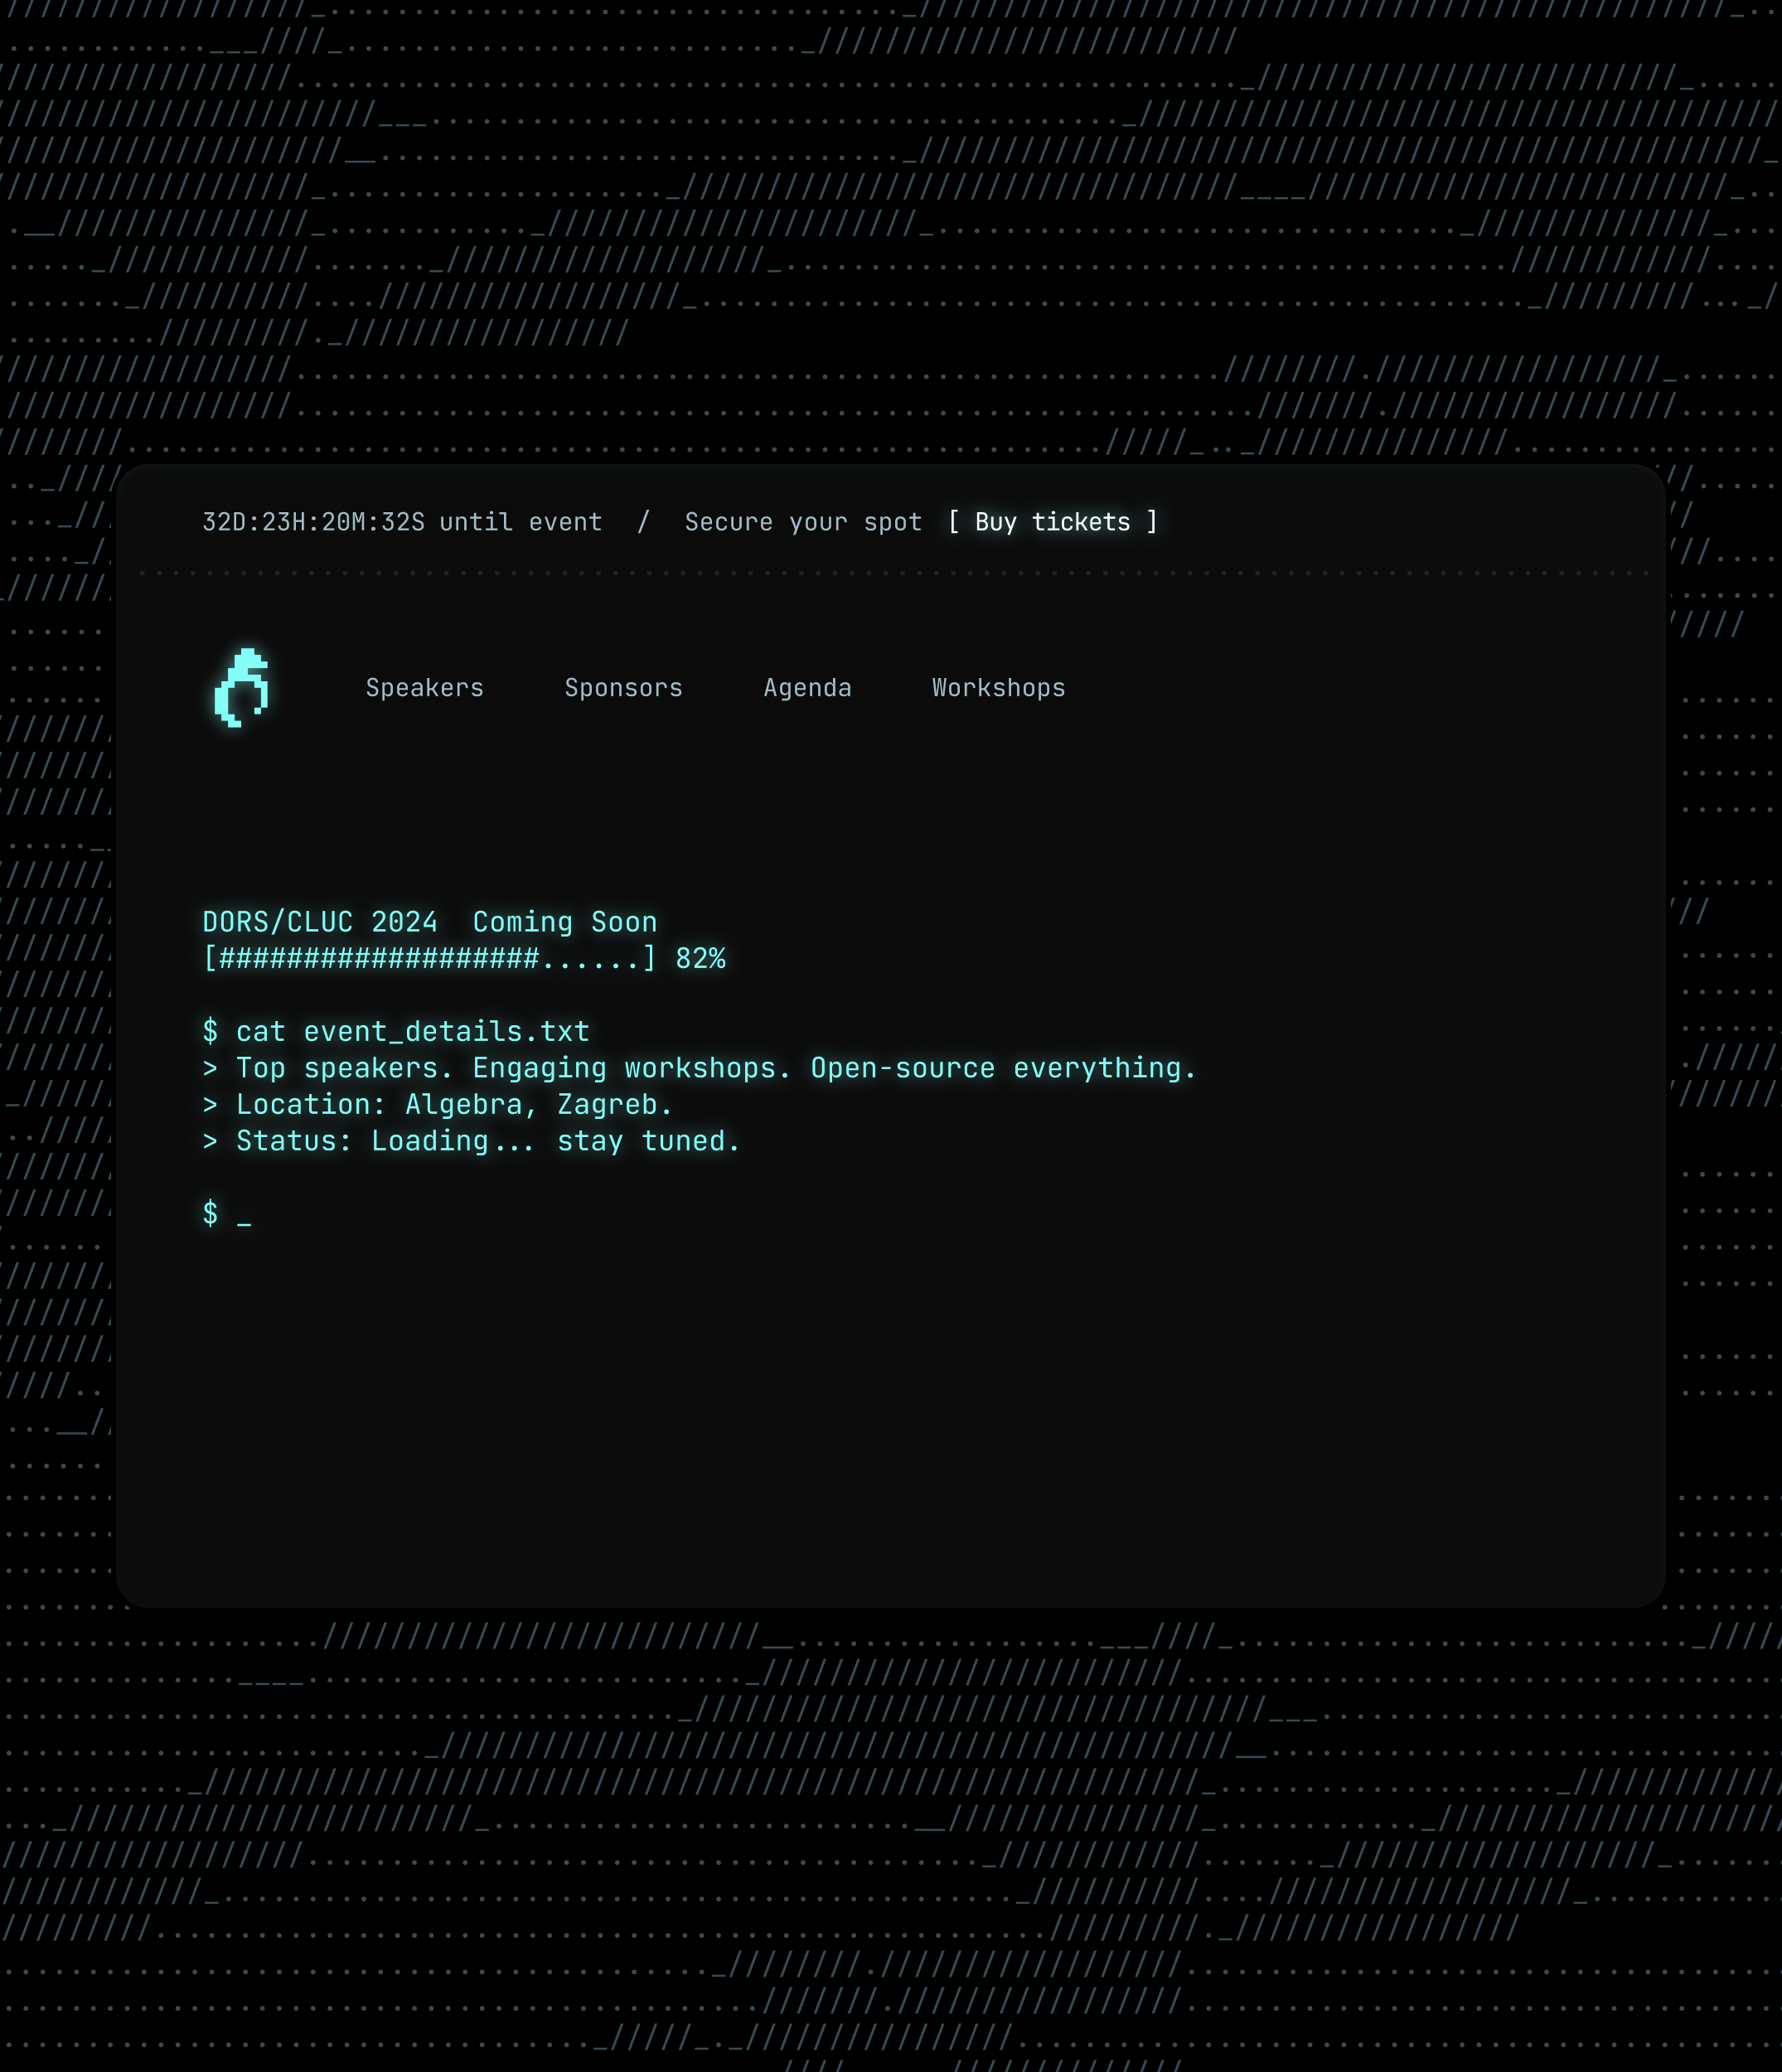 32D:23H:20M:32S until event / Secure your spot [ Buy tickets ]
Speakers Sponsors Agenda Workshops
DORS/CLUC 2024 Coming Soon
[###################......] 82%
$ cat event_details.txt
> Top speakers. Engaging workshops. Open-source everything.
> Location: Algebra, Zagreb.
> Status: Loading... stay tuned.
$ _